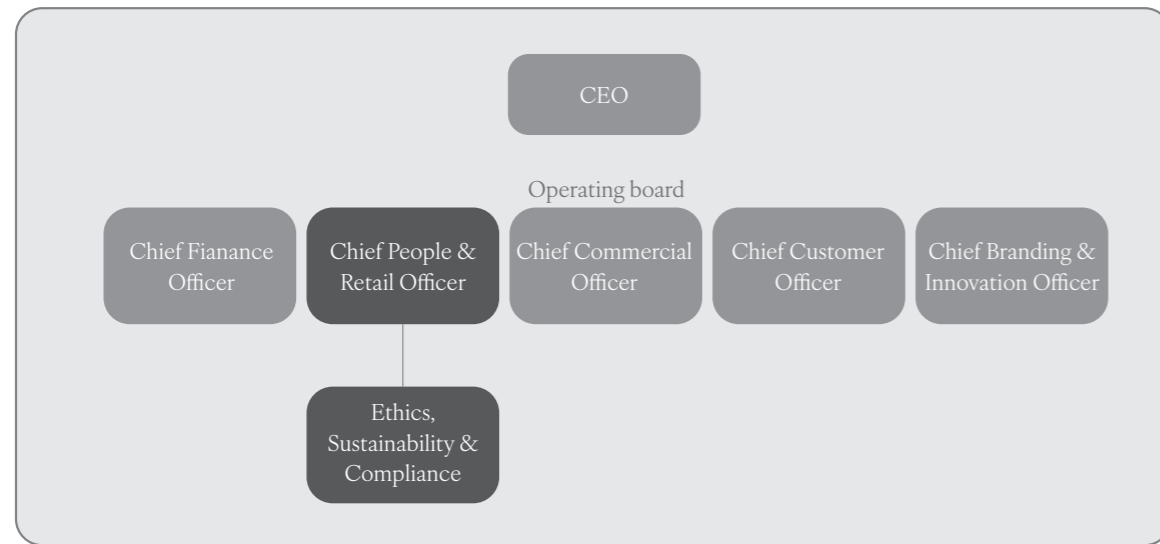 CEO
Operating board
Chief Fianance
Officer
Chief People &
Retail Officer
Chief Commercial
Officer
Chief Customer
Officer
Chief Branding &
Innovation Officer
Ethics,
Sustainability &
Compliance